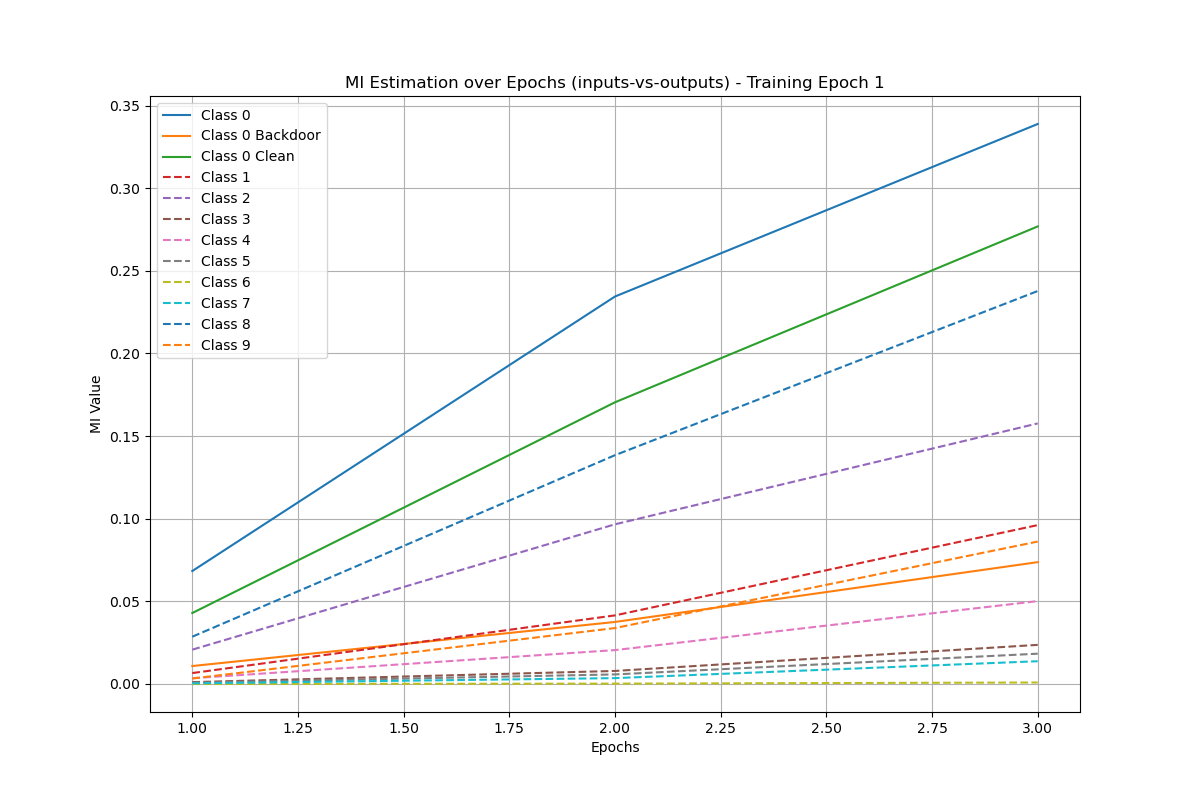 MI Estimation over Epochs (inputs-vs-outputs) - Training Epoch 1
Class 0
Class 0 Backdoor
Class 0 Clean
Class 1
Class 2
Class 3
Class 4
Class 5
Class 6
Class 7
Class 8
Class 9
MI Value
0.35
0.30
0.25
0.20
0.15
0.10
0.05
0.00
1.00 1.25 1.50 1.75 2.00 2.25 2.50 2.75 3.00
Epochs